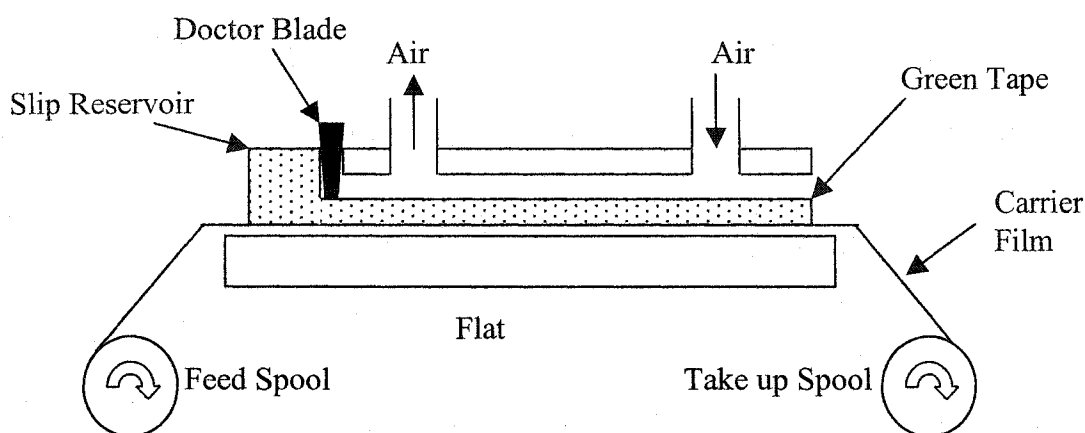 Doctor Blade
Air
Air
Green Tape
Slip Reservoir
Carrier
Film
Flat
Feed Spool
Take up Spool